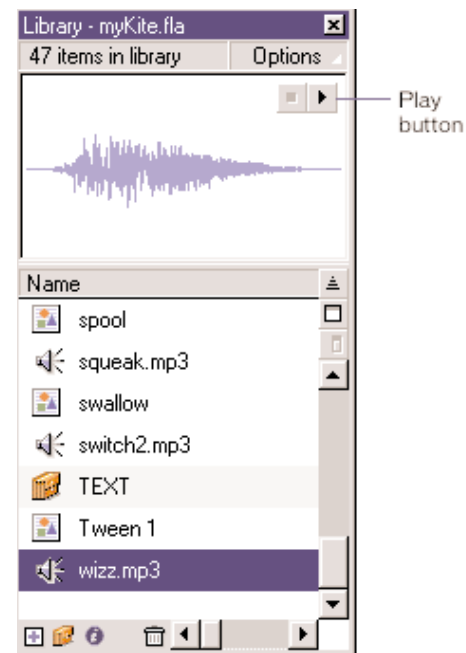 Library - myKite.fla
47 items in library Options
Play
button
Name
spool
squeak.mp3
swallow
switch2.mp3
TEXT
Tween 1
wizz.mp3